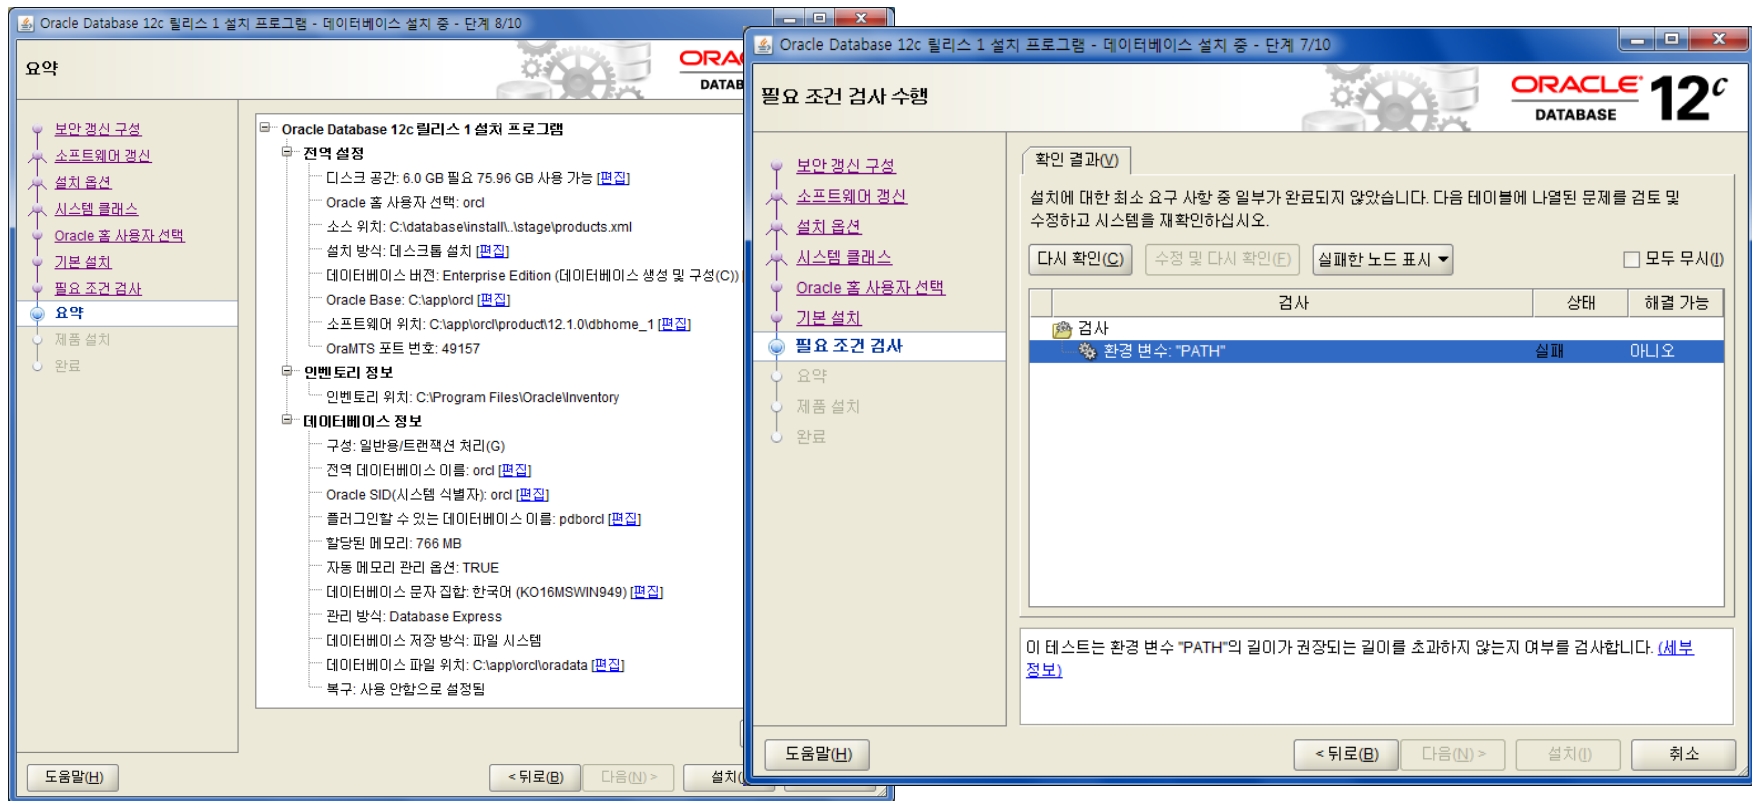 Oracle Database 12c 릴리스 1 설치 프로그램 - 데이터베이스 설치 중 - 단계 8/10
요약
DATAB
보안 갱신 구성
소프트웨어 갱신
설치 옵션
시스템 클래스
Oracle 홈 사용자 선택
기본 설치
필요 조건 검사
요약
제품 설치
완료
Oracle Database 12c 릴리스 1 설치 프로그램
전역 설정
디스크 공간: 6.0 GB 필요 75.96 GB 사용 가능 [편집]
Oracle 홈 사용자 선택: orcl
소스 위치: C:\database\install\..\stage\products.xml
설치 방식: 데스크톱 설치 [편집]
데이터베이스 버전: Enterprise Edition (데이터베이스 생성 및 구성(C))
Oracle Base: C:\app\orcl [편집]
소프트웨어 위치: C:\app\orcl\product\12.1.0\dbhome_1 [편집]
OraMTS 포트 번호: 49157
인벤토리 정보
인벤토리 위치: C:\Program Files\Oracle\Inventory
데이터베이스 정보
구성: 일반용/트랜잭션 처리(G)
전역 데이터베이스 이름: orcl [편집]
Oracle SID(시스템 식별자): orcl [편집]
플러그인할 수 있는 데이터베이스 이름: pdborcl [편집]
할당된 메모리: 766 MB
자동 메모리 관리 옵션: TRUE
데이터베이스 문자 집합: 한국어 (KO16MSWIN949) [편집]
관리 방식: Database Express
데이터베이스 저장 방식: 파일 시스템
데이터베이스 파일 위치: C:\app\orcl\oradata [편집]
복구: 사용 안함으로 설정됨
도움말(H)
< 뒤로(B)
다음(N) >
설치(
Oracle Database 12c 릴리스 1 설치 프로그램 - 데이터베이스 설치 중 - 단계 7/10
필요 조건 검사 수행
ORACLE 12c
DATABASE
보안 갱신 구성
소프트웨어 갱신
설치 옵션
시스템 클래스
Oracle 홈 사용자 선택
기본 설치
필요 조건 검사
요약
제품 설치
완료
확인 결과(V)
설치에 대한 최소 요구 사항 중 일부가 완료되지 않았습니다. 다음 테이블에 나열된 문제를 검토 및
수정하고 시스템을 재확인하십시오.
다시 확인(C)
수정 및 다시 확인(F)
실패한 노드 표시
모두 무시(I)
검사 상태 해결 가능
검사
환경 변수: "PATH" 실패 아니오
이 테스트는 환경 변수 "PATH"의 길이가 권장되는 길이를 초과하지 않는지 여부를 검사합니다. (세부
정보)
도움말(H)
< 뒤로(B)
다음(N) >
설치(I)
취소